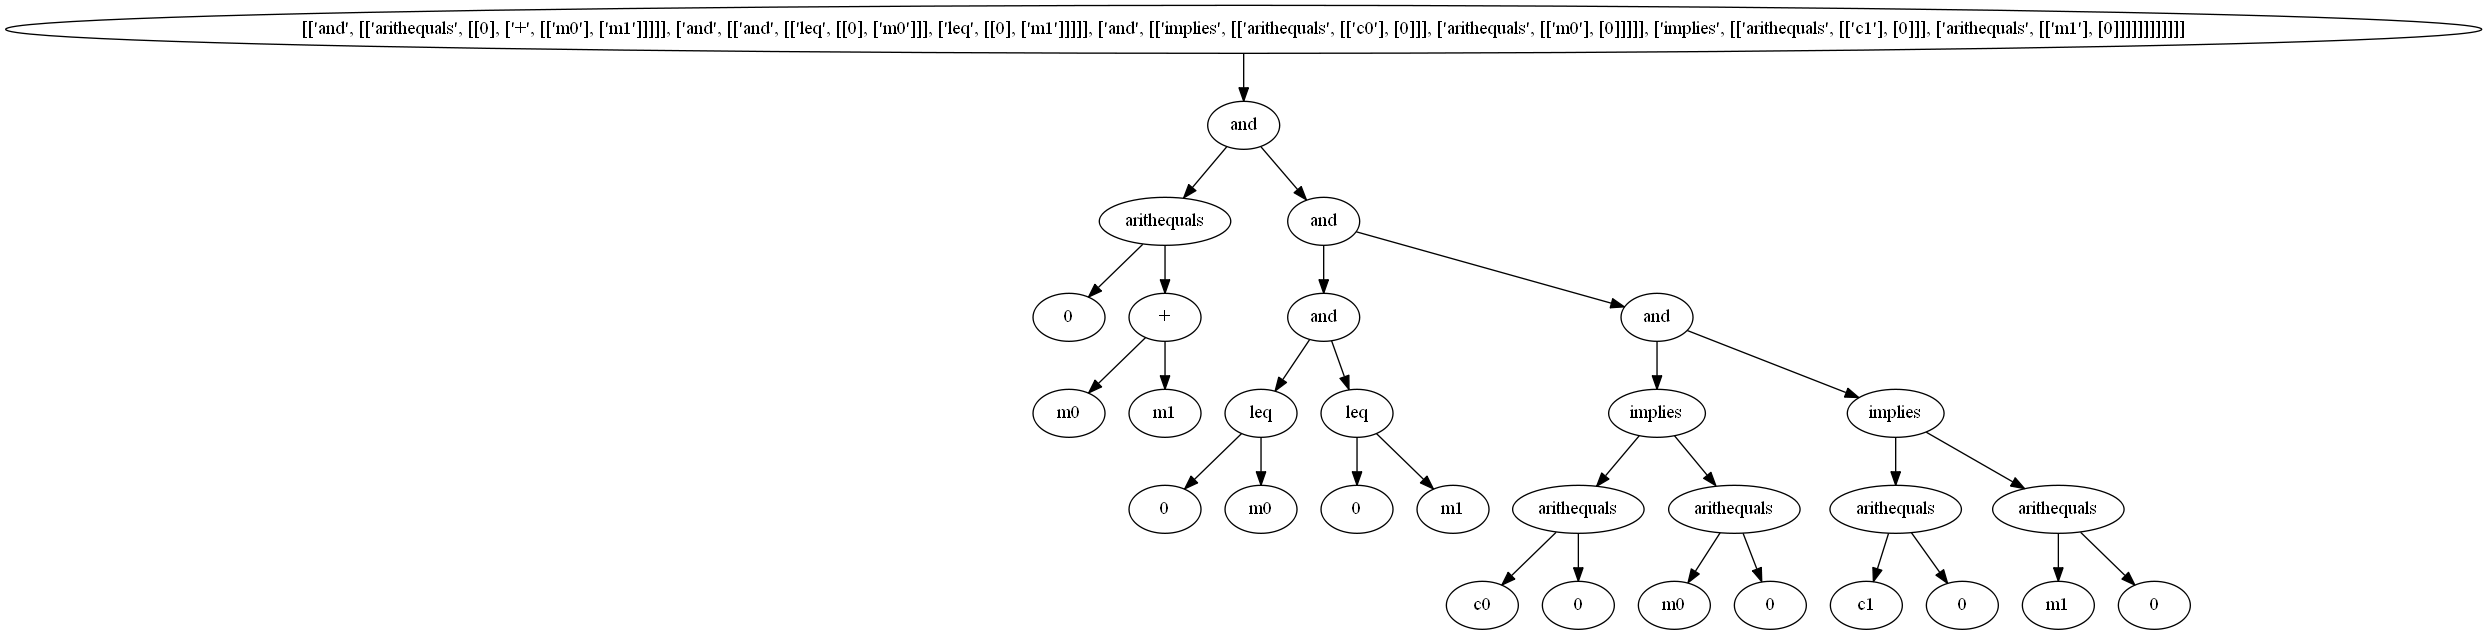 [['and', [['arithequals', [[0], ['+', [['m0'], ['m1']]]]], ['and', [['and', [['leq', [[0], ['m0']]], ['leq', [[0], ['m1']]]]], ['and', [['implies', [['arithequals', [['c0'], [0]]], ['arithequals', [['m0'], [0]]]]], ['implies', [['arithequals', [['c1'], [0]]], ['arithequals', [['m1'], [0]]]]]]]]]]]]
and
arithequals and
0 + and and
m0 m1 leq leq implies implies
0 m0 0 m1 arithequals arithequals arithequals arithequals
c0 0 m0 0 c1 0 m1 0